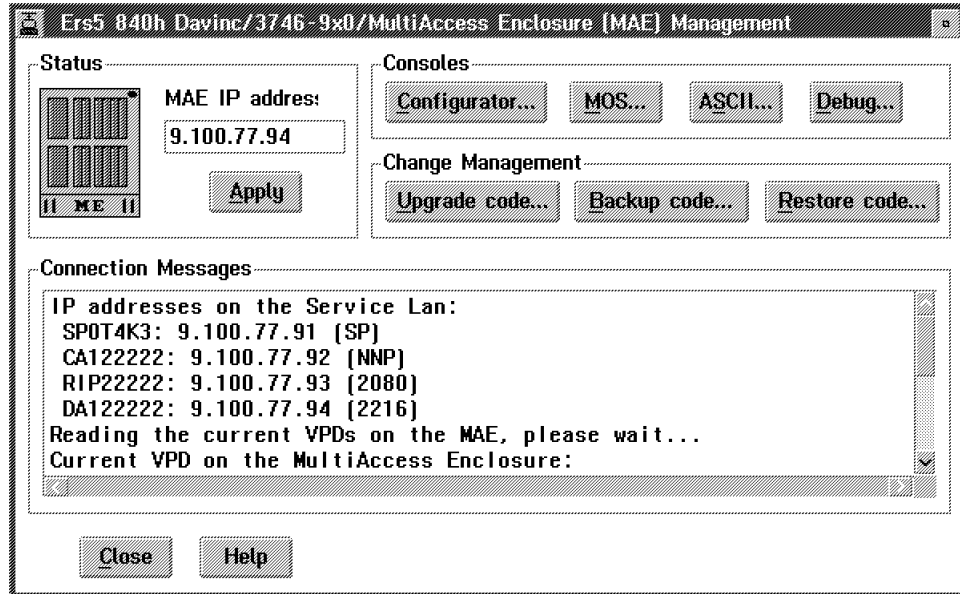 Ers5 840h Davinc/3746-9x0/MultiAccess Enclosure (MAE) Management
Status
MAE IP address
9.100.77.94
Apply
ME
Consoles
Configurator... MOS... ASCII... Debug...
Change Management
Upgrade code... Backup code... Restore code...
Connection Messages
IP addresses on the Service Lan:
SP0T4K3: 9.100.77.91 (SP)
CA122222: 9.100.77.92 (NNP)
RIP22222: 9.100.77.93 (2080)
DA122222: 9.100.77.94 (2216)
Reading the current VPDs on the MAE, please wait...
Current VPD on the MultiAccess Enclosure:
Close Help